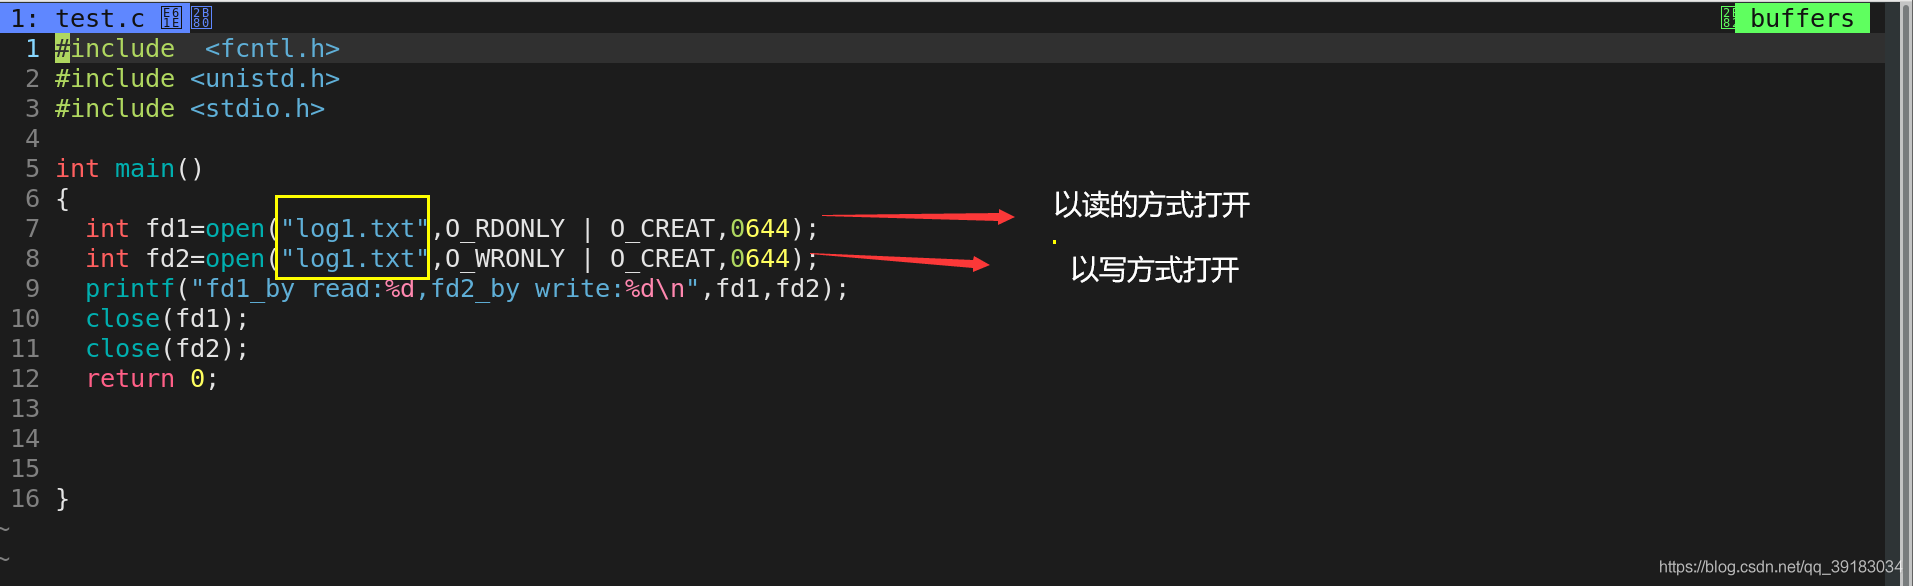 1: test.c buffers
1 #include  <fcntl.h>
2 #include <unistd.h>
3 #include <stdio.h>
4
5 int main()
6 {
7   int fd1=open("log1.txt",O_RDONLY | O_CREAT,0644); 以读的方式打开
8   int fd2=open("log1.txt",O_WRONLY | O_CREAT,0644); 以写方式打开
9   printf("fd1_by read:%d,fd2_by write:%d\n",fd1,fd2);
10   close(fd1);
11   close(fd2);
12   return 0;
13
14
15
16 }
~
~
https://blog.csdn.net/qq_39183034